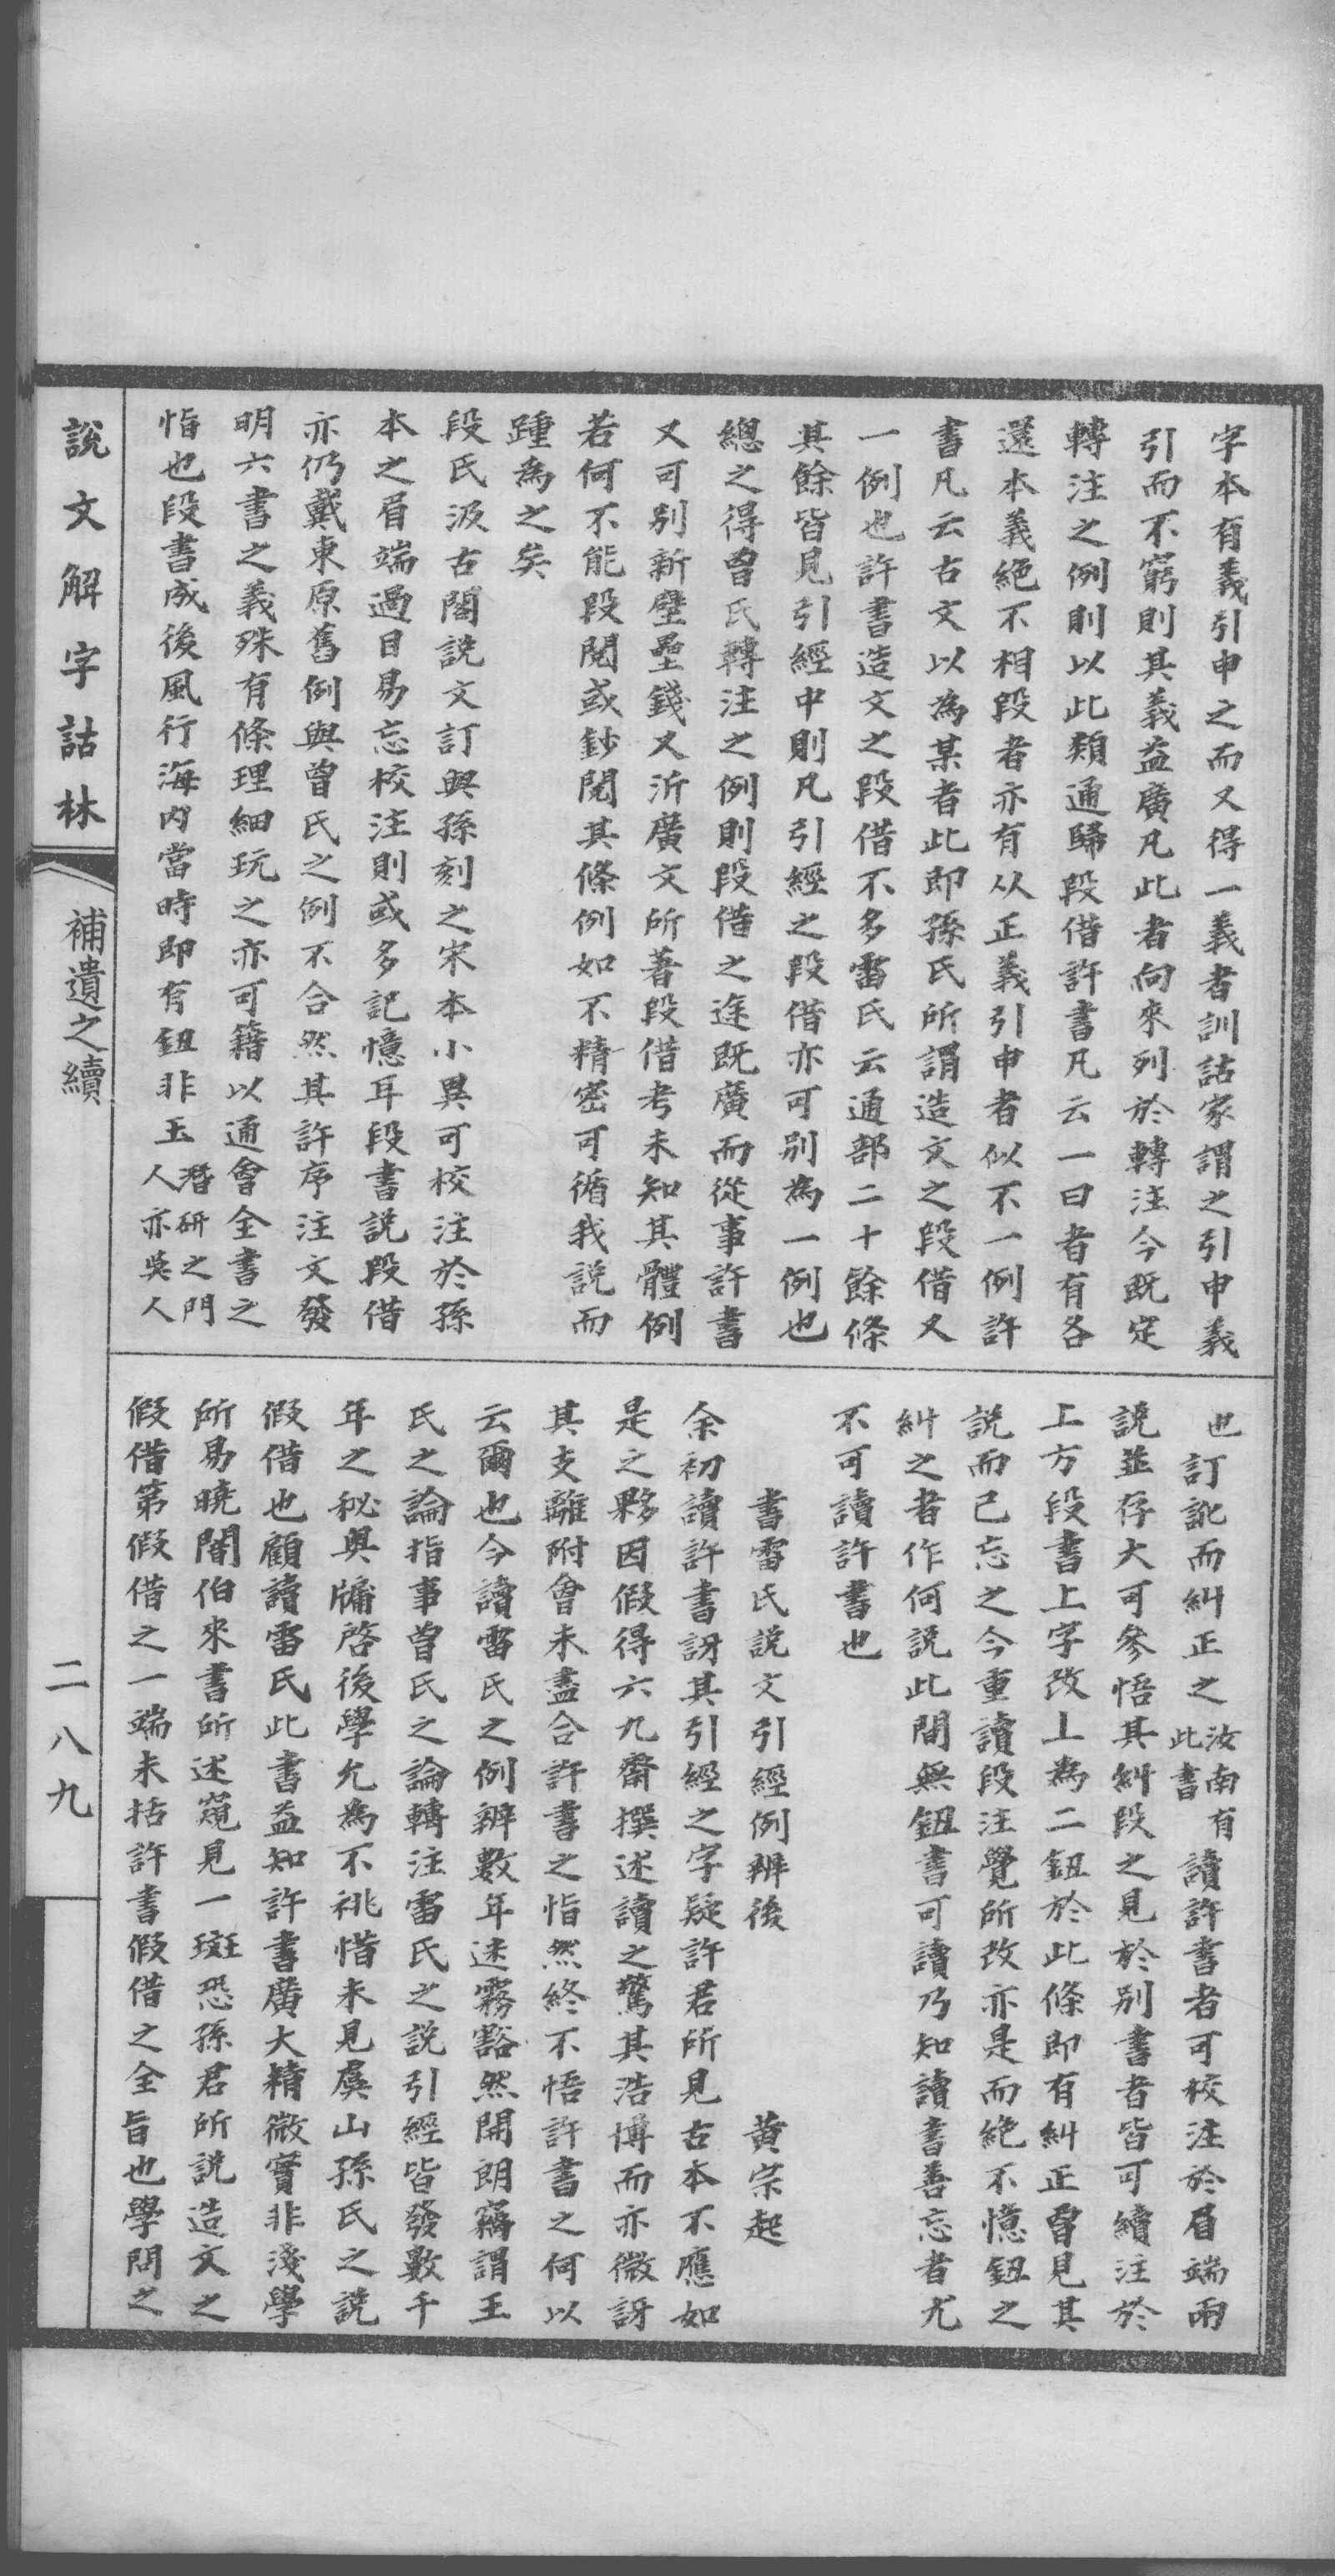 字本有義引申之而又得一義者訓詁家謂之引申義
引而不窮則其義益廣凡此者向來列於轉注今既定
轉注之例則以此類通歸段借許書凡云一曰者有各
還本義絕不相段者亦有从正義引申者似不一例許
書凡云古文以為某者此即孫氏所謂造文之段借又
一例也許書造文之段借不多雷氏云通部二十餘條
其餘皆見引經中則凡引經之段借亦可別為一例也
總之得曾氏轉注之例則段借之途既廣而從事許書
又可別新壁壘錢又沂廣文所著段借考未知其體例
若何不能段閱或鈔閱其條例如不精密可循我說而
踵為之矣
段氏汲古閣説文訂與孫刻之宋本小異可校注於孫
本之眉端過目易忘校注則或多記憶耳段書説段借
亦仍戴東原舊例與曾氏之例不合然其許序注文發
明六書之義殊有條理細玩之亦可籍以通會全書之
恉也段書成後風行海內當時即有鈕非玉潛研之門人亦吳人
也訂訛而糾正之汝南有此書讀許書者可校注於眉端兩
說並存大可參悟其糾段之見於別書者皆可續注於
上方段書上字改丄為二鈕於此條即有糾正曾見其
説而已忘之今重讀段注覺所改亦是而絶不憶鈕之
糾之者作何説此間無鈕書可讀乃知讀書善忘者尤
不可讀許書也
書雷氏説文引經例辨後　黄宗起
余初讀許書訝其引經之字疑許君所見古本不應如
是之夥因假得六九齋撰述讀之驚其浩博而亦微訝
其支離附會未盡合許書之恉然終不悟許書之何以
云爾也今讀雷氏之例辨數年迷霧豁然開朗竊謂王
氏之論指事曾氏之論轉注雷氏之説引經皆發數千
年之秘奥牖啓後學允為不祧惜未見虞山孫氏之説
假借也顧讀雷氏此書益知許書廣大精微實非淺學
所易曉闇伯來書所述窺見一斑恐孫君所説造文之
假借第假借之一端未括許書假借之全旨也學問之
說文解字詁林
補遺之續
二八九